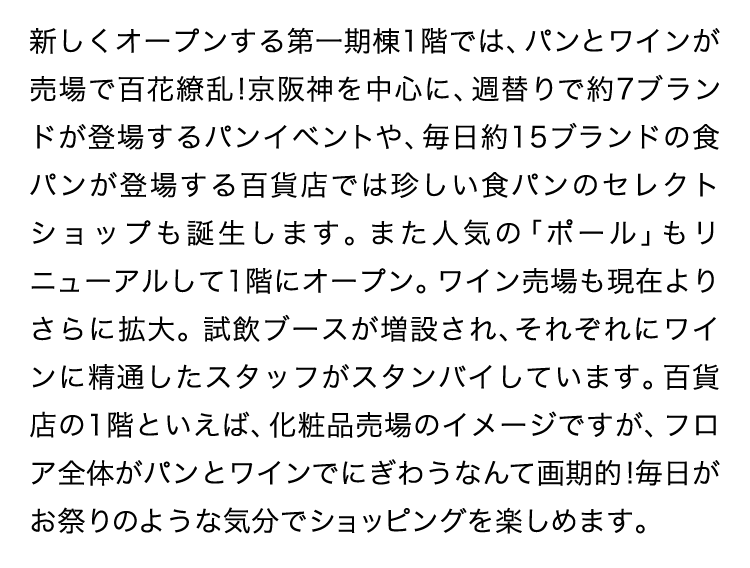 新しくオープンする第一期棟1階では、パンとワインが
売場で百花繚乱!京阪神を中心に、週替りで約7ブラン
ドが登場するパンイベントや、毎日約15ブランドの食
パンが登場する百貨店では珍しい食パンのセレクト
ショップも誕生します。また人気の「ポール」もリ
ニューアルして1階にオープン。ワイン売場も現在より
さらに拡大。試飲ブースが増設され、それぞれにワイ
ンに精通したスタッフがスタンバイしています。百貨
店の1階といえば、化粧品売場のイメージですが、フロ
ア全体がパンとワインでにぎわうなんて画期的!毎日が
お祭りのような気分でショッピングを楽しめます。